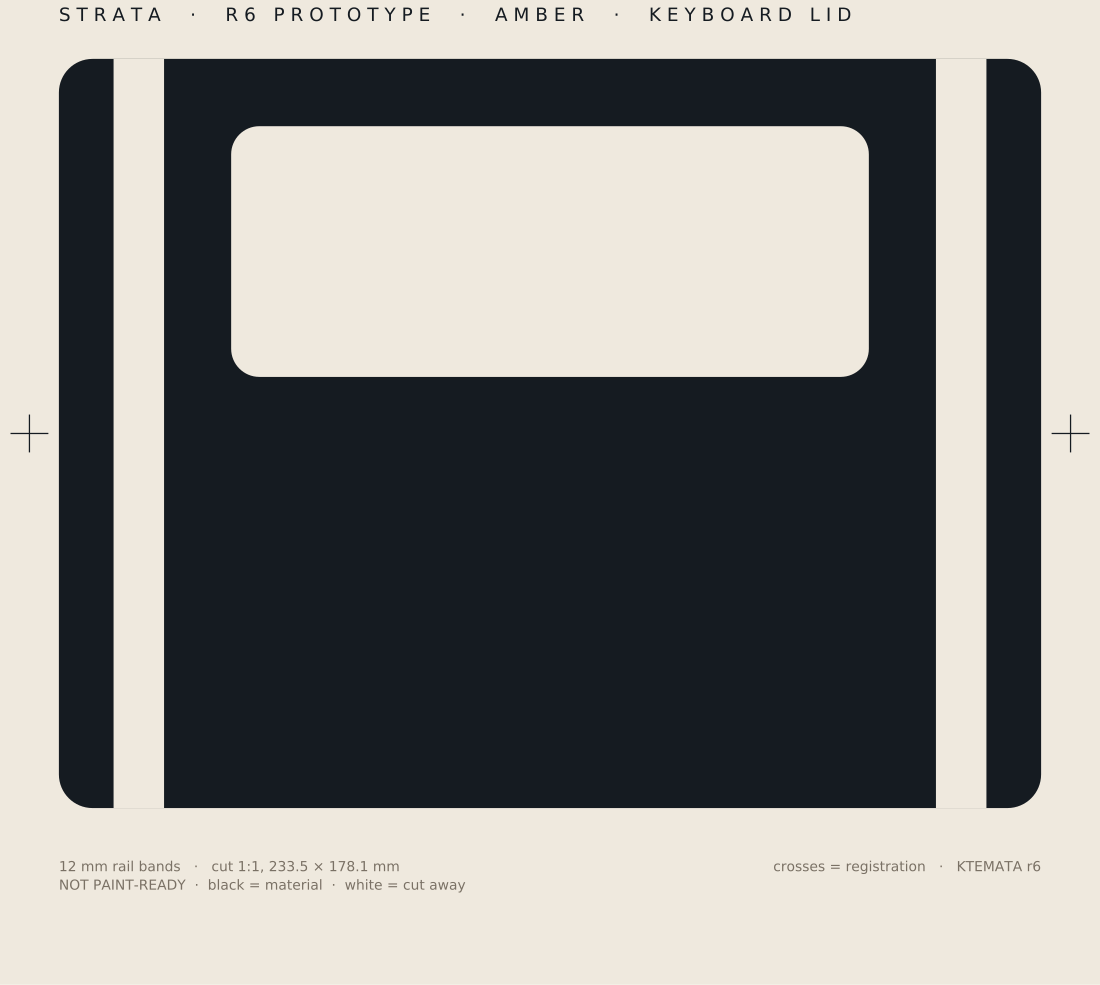 STRATA · R6 PROTOTYPE · AMBER · KEYBOARD LID
12 mm rail bands · cut 1:1, 233.5 × 178.1 mm
crosses = registration · KTEMATA r6
NOT PAINT-READY · black = material · white = cut away